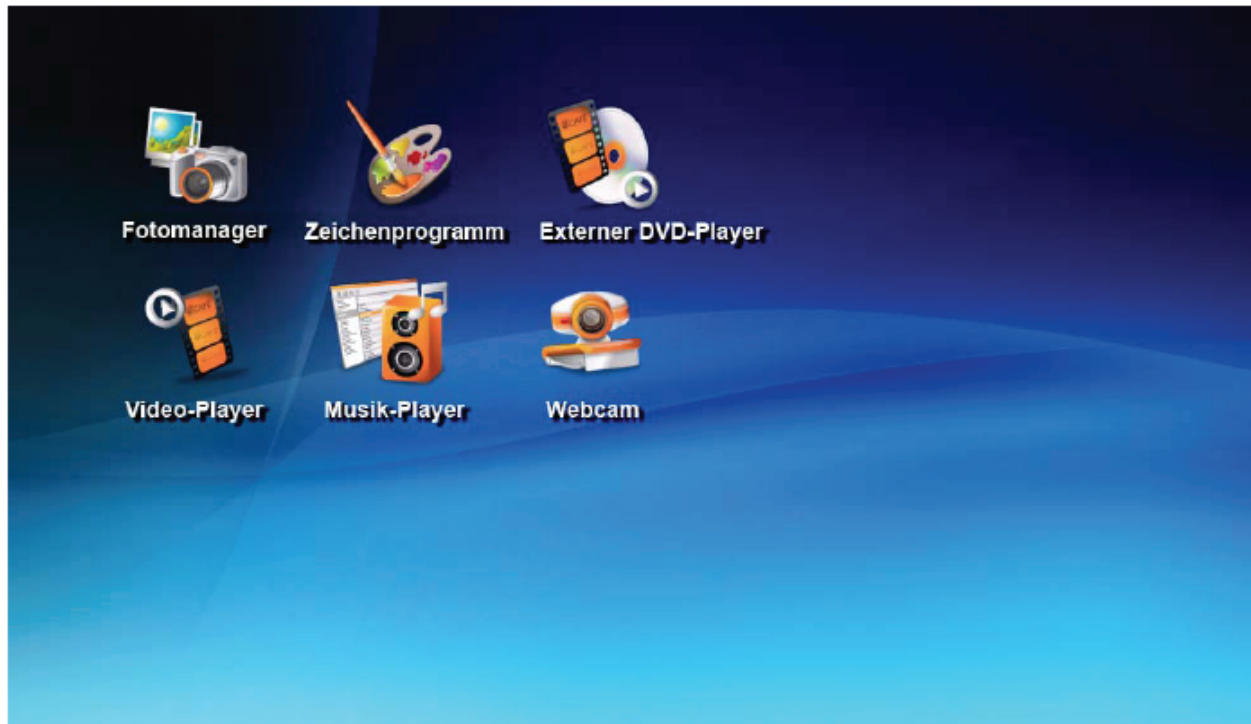 Fotomanager
Zeichenprogramm
Externer DVD-Player
Video-Player
Musik-Player
Webcam